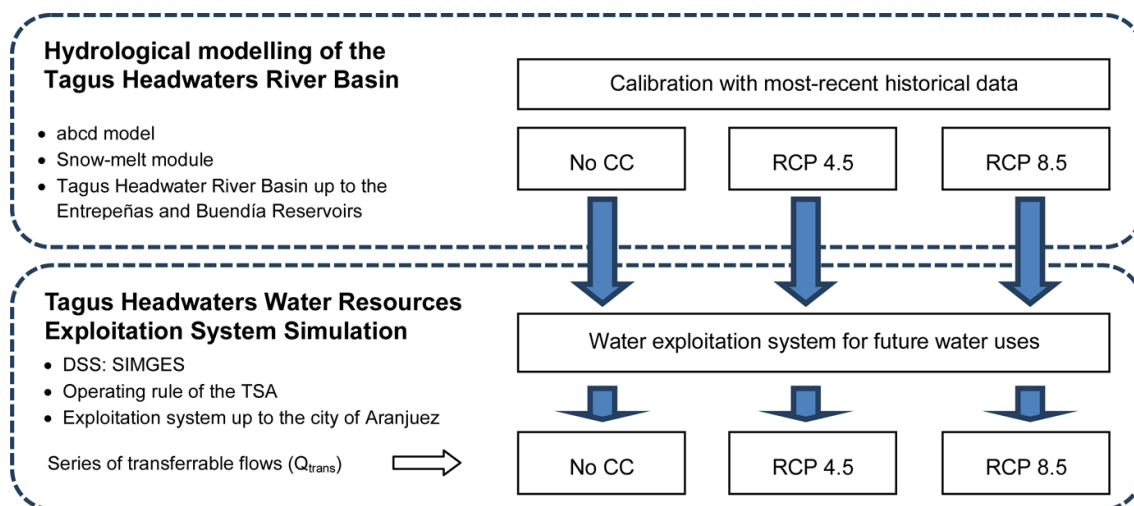 Hydrological modelling of the
Tagus Headwaters River Basin
• abcd model
• Snow-melt module
• Tagus Headwater River Basin up to the
Entrepeñas and Buendía Reservoirs
Calibration with most-recent historical data
No CC
RCP 4.5
RCP 8.5
Tagus Headwaters Water Resources
Exploitation System Simulation
• DSS: SIMGES
• Operating rule of the TSA
• Exploitation system up to the city of Aranjuez
Water exploitation system for future water uses
Series of transferrable flows (Qtrans)
No CC
RCP 4.5
RCP 8.5